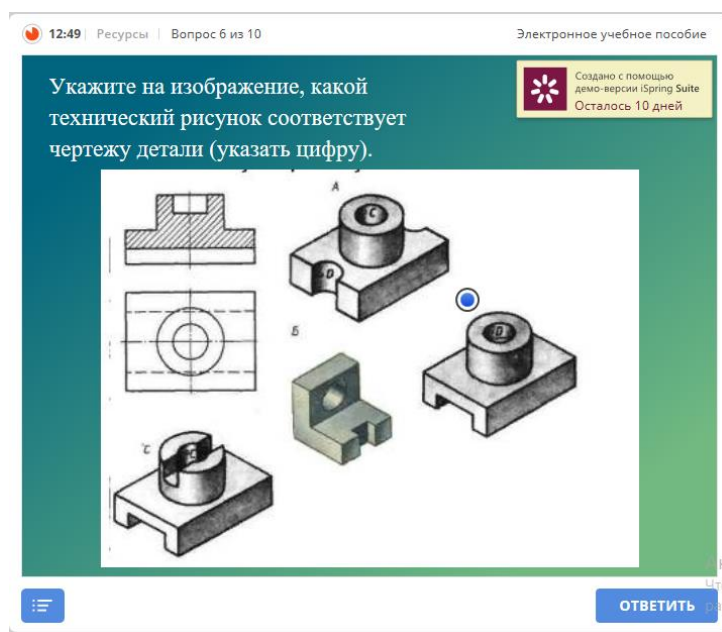 12:49 | Ресурсы | Вопрос 6 из 10
Электронное учебное пособие
Создано с помощью
демо-версии iSpring Suite
Осталось 10 дней
Укажите на изображение, какой
технический рисунок соответствует
чертежу детали (указать цифру).
А
С
D
Б
D
С
С
ОТВЕТИТЬ